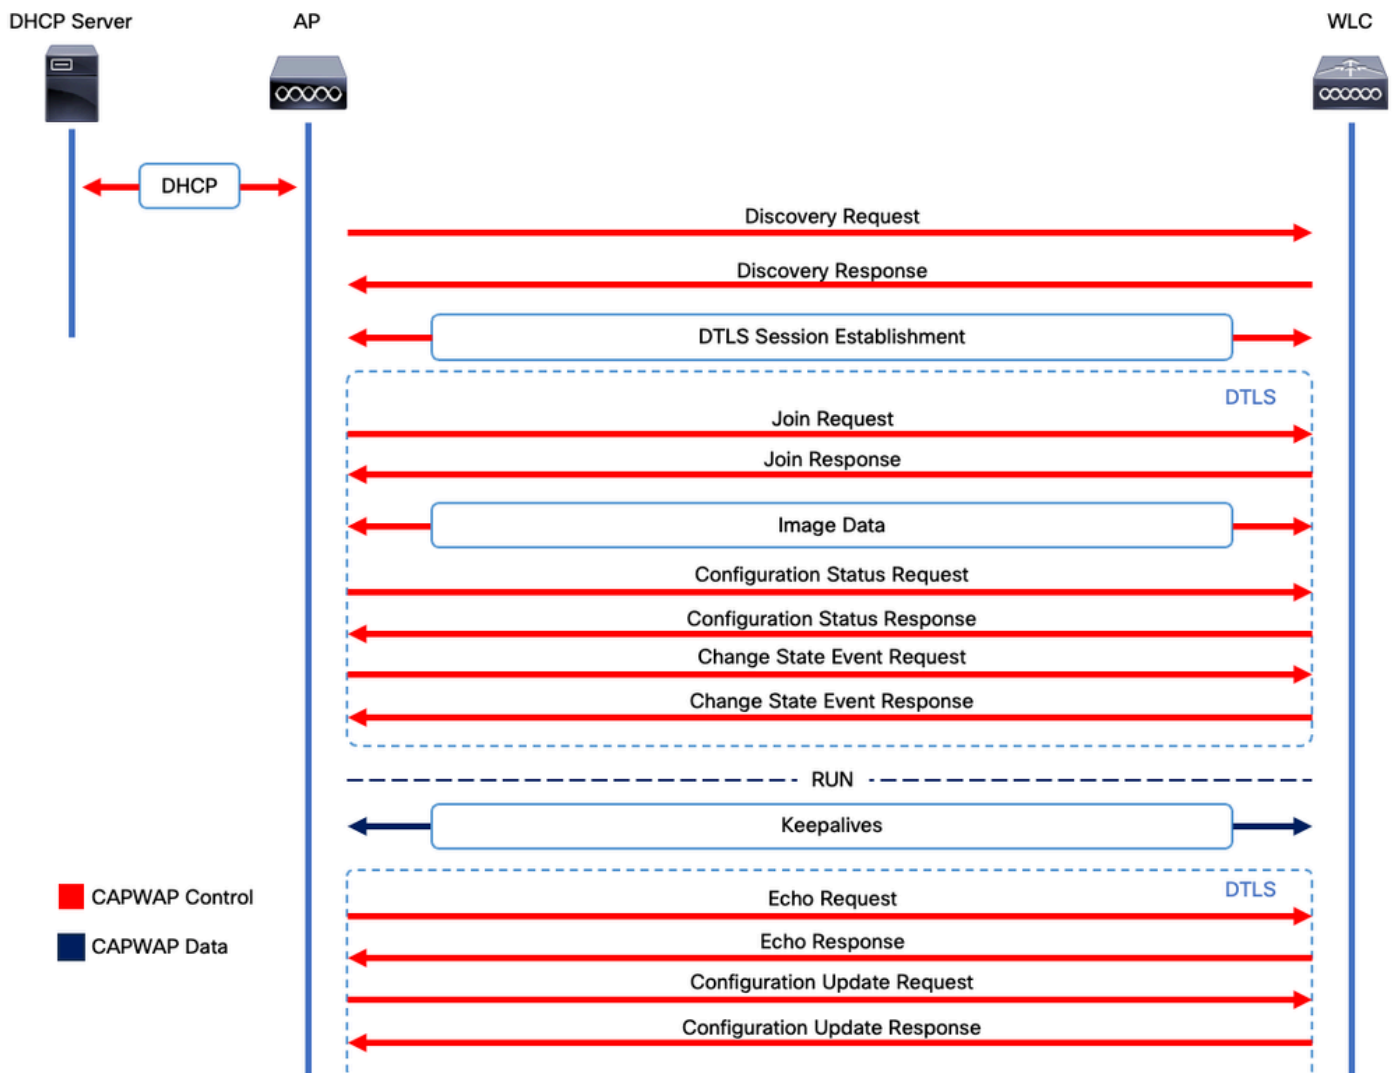 DHCP Server
AP
WLC
DHCP
Discovery Request
Discovery Response
DTLS Session Establishment
DTLS
Join Request
Join Response
Image Data
Configuration Status Request
Configuration Status Response
Change State Event Request
Change State Event Response
RUN
Keepalives
CAPWAP Control
CAPWAP Data
DTLS
Echo Request
Echo Response
Configuration Update Request
Configuration Update Response